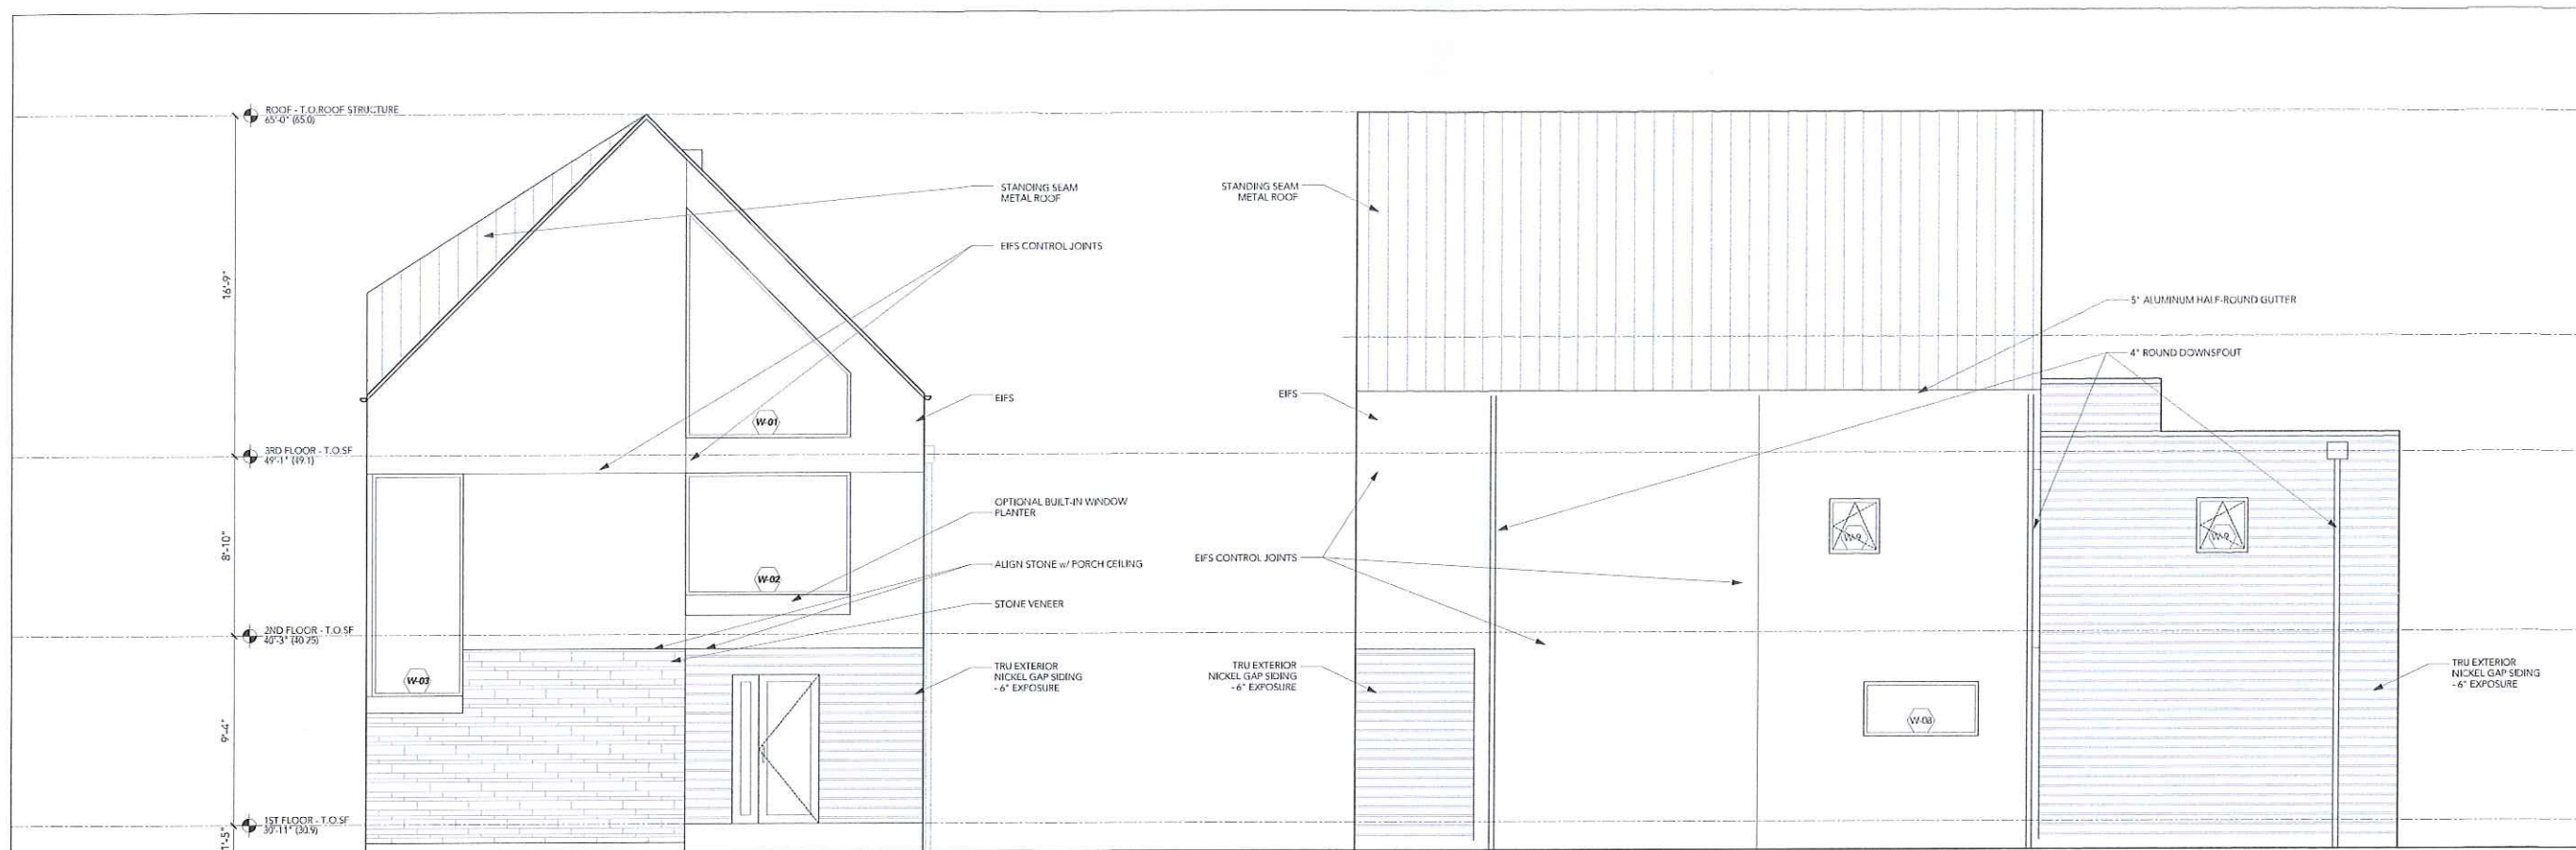 ROOF - T.O.ROOF STRUCTURE
65'-0" (65.0)
STANDING SEAM
METAL ROOF
STANDING SEAM
METAL ROOF
EIFS CONTROL JOINTS
16'-9"
5" ALUMINUM HALF-ROUND GUTTER
4" ROUND DOWNSPOUT
EIFS
EIFS
W-01
3RD FLOOR - T.O.SF
49'-1" (49.1)
OPTIONAL BUILT-IN WINDOW
PLANTER
8'-10"
W-9
W-9
EIFS CONTROL JOINTS
ALIGN STONE w/ PORCH CEILING
W-02
STONE VENEER
2ND FLOOR - T.O.SF
40'-3" (40.25)
TRU EXTERIOR
NICKEL GAP SIDING
- 6" EXPOSURE
TRU EXTERIOR
NICKEL GAP SIDING
- 6" EXPOSURE
TRU EXTERIOR
NICKEL GAP SIDING
- 6" EXPOSURE
W-03
W-08
9'-4"
1ST FLOOR - T.O.SF
30'-11" (30.9)
1'-5"